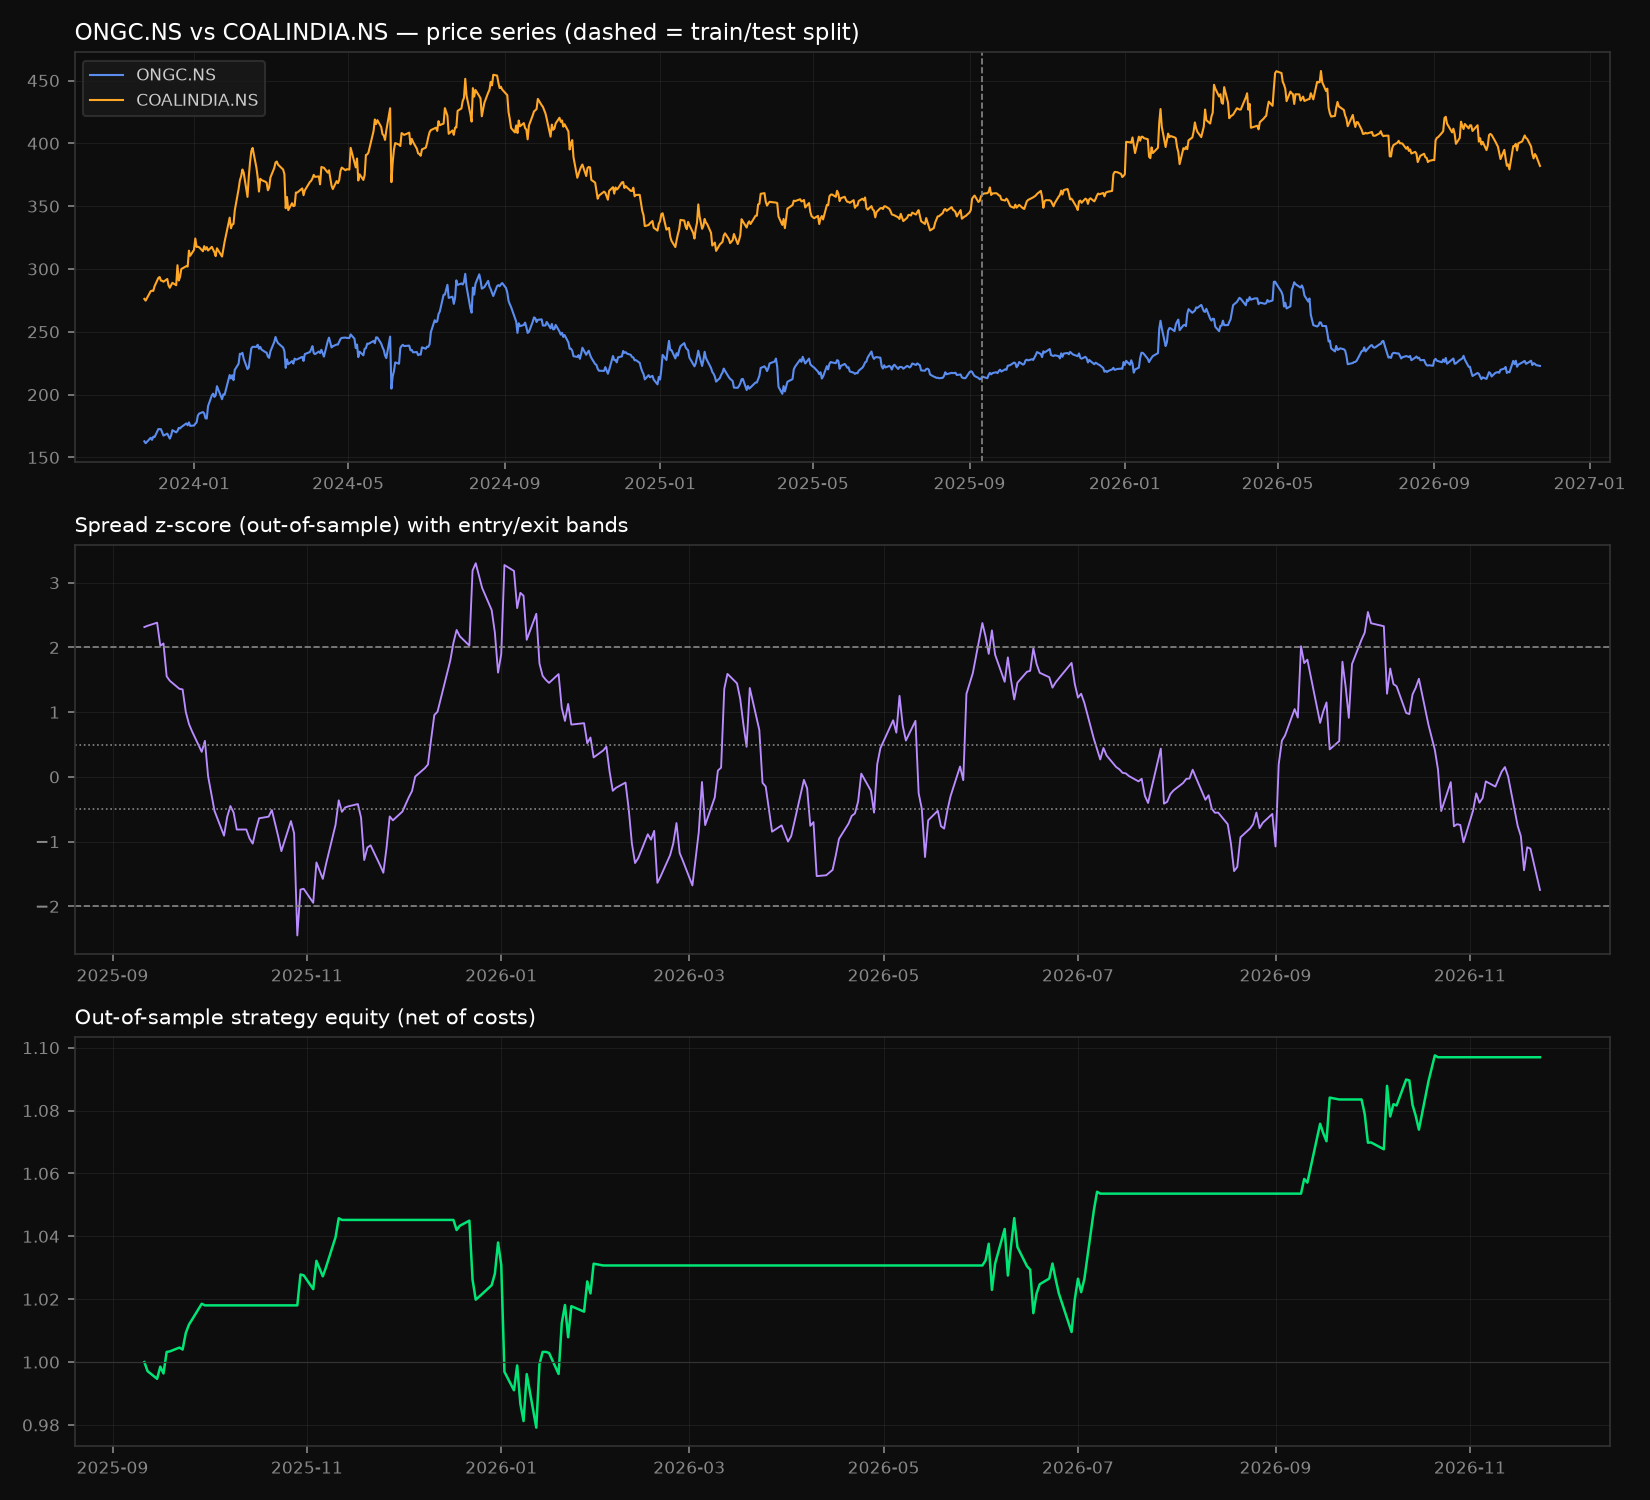 ONGC.NS vs COALINDIA.NS — price series (dashed = train/test split)
ONGC.NS
COALINDIA.NS
450
400
350
300
250
200
150
2024-01 2024-05 2024-09 2025-01 2025-05 2025-09 2026-01 2026-05 2026-09 2027-01
Spread z-score (out-of-sample) with entry/exit bands
3
2
1
0
−1
−2
2025-09 2025-11 2026-01 2026-03 2026-05 2026-07 2026-09 2026-11
Out-of-sample strategy equity (net of costs)
1.10
1.08
1.06
1.04
1.02
1.00
0.98
2025-09 2025-11 2026-01 2026-03 2026-05 2026-07 2026-09 2026-11